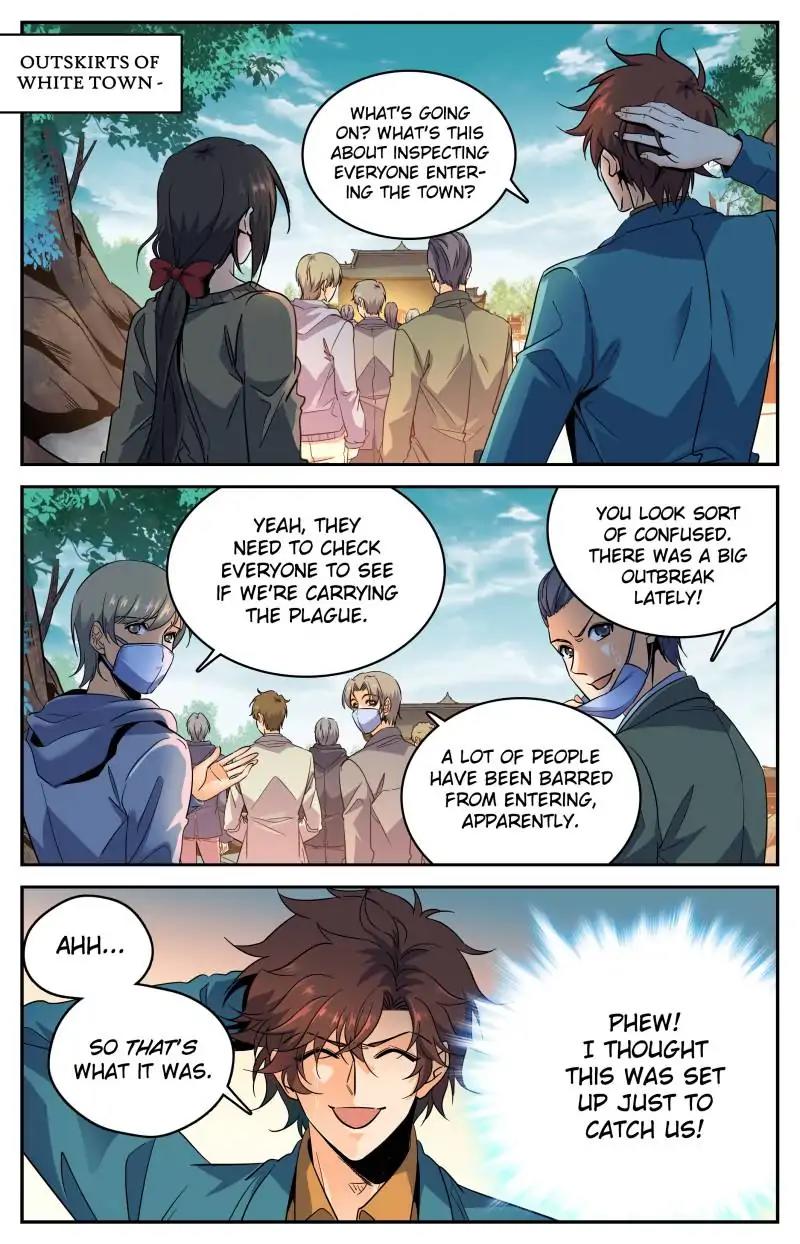 OUTSKIRTS OF
WHITE TOWN -
WHAT'S GOING
ON? WHAT'S THIS
ABOUT INSPECTING
EVERYONE ENTER-
ING THE TOWN?
YEAH, THEY
NEED TO CHECK
EVERYONE TO SEE
IF WE'RE CARRYING
THE PLAGUE.
YOU LOOK SORT
OF CONFUSED.
THERE WAS A BIG
OUTBREAK
LATELY!
A LOT OF PEOPLE
HAVE BEEN BARRED
FROM ENTERING,
APPARENTLY.
AHH...
SO THAT'S
WHAT IT WAS.
PHEW!
I THOUGHT
THIS WAS SET
UP JUST TO
CATCH US!